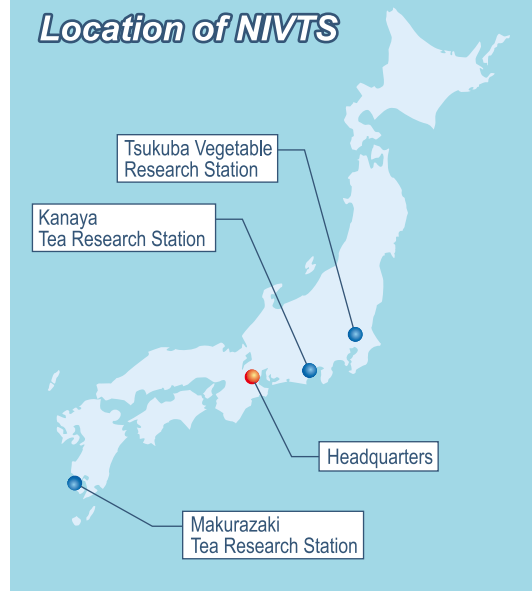 Location of NIVTS
Tsukuba Vegetable
Research Station
Kanaya
Tea Research Station
Headquarters
Makurazaki
Tea Research Station